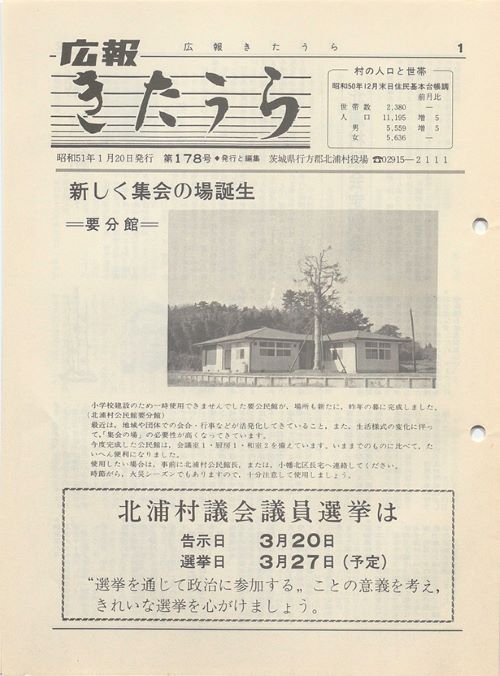 広報きたうら
1
広報
きたうら
村の人口と世帯
昭和50年12月末日住民基本台帳調
前月比
世帯数 2,380 ―
人口 11,195 増 5
男 5,559 増 5
女 5,636 ―
昭和51年1月20日発行 第178号 ◆発行と編集 茨城県行方郡北浦村役場 ☎02915―2111
新しく集会の場誕生
＝要分館＝
小学校建設のため一時使用できませんでした要公民館が、場所も新たに、昨年の暮に完成しました。
（北浦村公民館要分館）
最近は、地域や団体での会合・行事などが活発化してきていること。また、生活様式の変化に伴っ
て、「集会の場」の必要性が高くなってきています。
今度完成した公民館は、会議室1・厨房1・和室2を備えています。いままでのものに比べて、た
いへん便利になりました。
使用したい場合は、事前に北浦村公民館長、または、小幡北区長宅へ連絡してください。
時節がら、火災シーズンでもありますので、十分注意して使用しましょう。
北浦村議会議員選挙は
告示日 3月20日
選挙日 3月27日（予定）
“選挙を通じて政治に参加する„ ことの意義を考え，
きれいな選挙を心がけましょう。